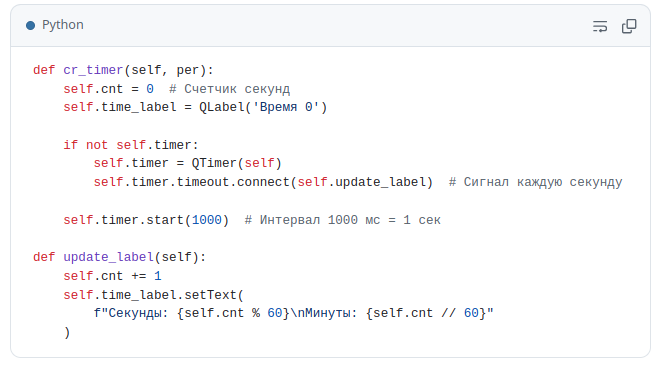 Python
def cr_timer(self, per):
    self.cnt = 0  # Счетчик секунд
    self.time_label = QLabel('Время 0')
    if not self.timer:
        self.timer = QTimer(self)
        self.timer.timeout.connect(self.update_label)  # Сигнал каждую секунду
    self.timer.start(1000)  # Интервал 1000 мс = 1 сек
def update_label(self):
    self.cnt += 1
    self.time_label.setText(
        f"Секунды: {self.cnt % 60}\nМинуты: {self.cnt // 60}"
    )